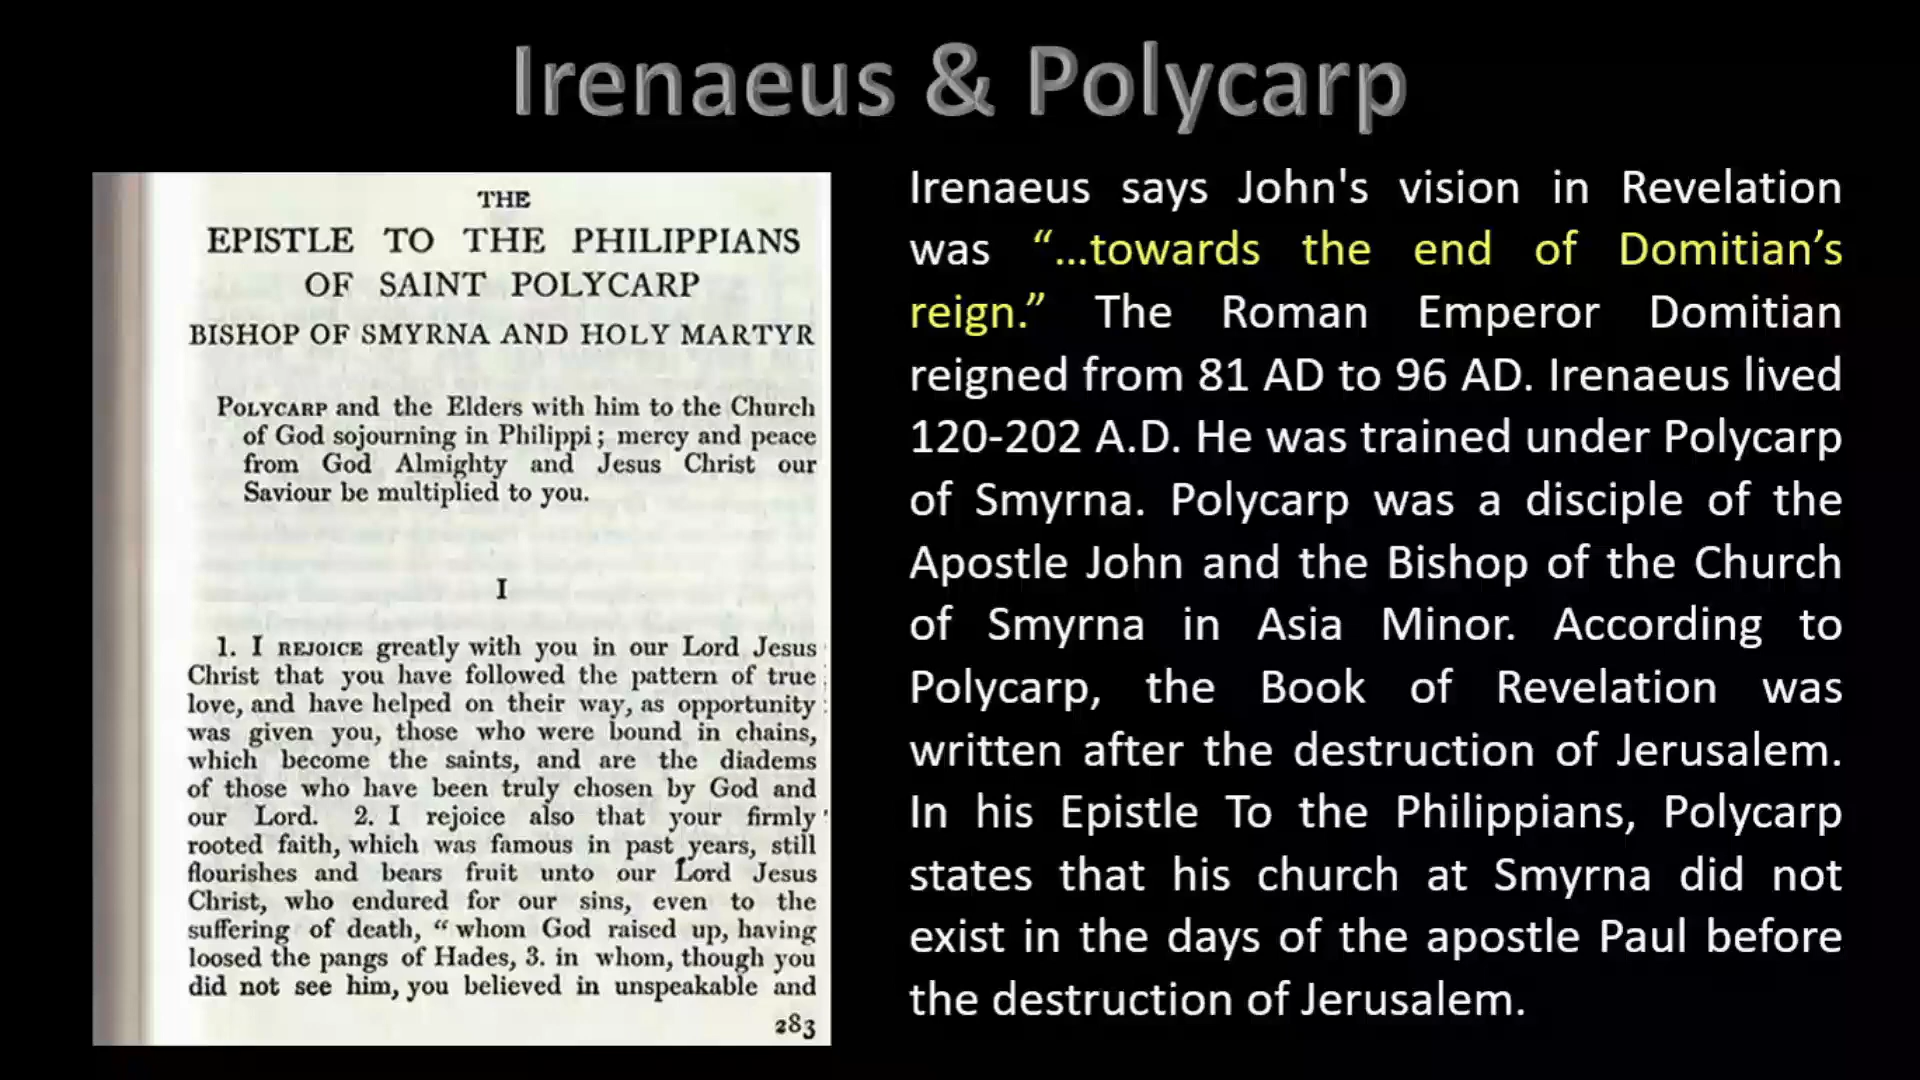 Irenaeus & Polycarp
THE
EPISTLE TO THE PHILIPPIANS
OF SAINT POLYCARP
BISHOP OF SMYRNA AND HOLY MARTYR
POLYCARP and the Elders with him to the Church
of God sojourning in Philippi; mercy and peace
from God Almighty and Jesus Christ our
Saviour be multiplied to you.
I
1. I REJOICE greatly with you in our Lord Jesus
Christ that you have followed the pattern of true
love, and have helped on their way, as opportunity
was given you, those who were bound in chains,
which become the saints, and are the diadems
of those who have been truly chosen by God and
our Lord. 2. I rejoice also that your firmly
rooted faith, which was famous in past years, still
flourishes and bears fruit unto our Lord Jesus
Christ, who endured for our sins, even to the
suffering of death, “whom God raised up, having
loosed the pangs of Hades, 3. in whom, though you
did not see him, you believed in unspeakable and
283
Irenaeus says John's vision in Revelation
was “...towards the end of Domitian’s
reign.” The Roman Emperor Domitian
reigned from 81 AD to 96 AD. Irenaeus lived
120-202 A.D. He was trained under Polycarp
of Smyrna. Polycarp was a disciple of the
Apostle John and the Bishop of the Church
of Smyrna in Asia Minor. According to
Polycarp, the Book of Revelation was
written after the destruction of Jerusalem.
In his Epistle To the Philippians, Polycarp
states that his church at Smyrna did not
exist in the days of the apostle Paul before
the destruction of Jerusalem.